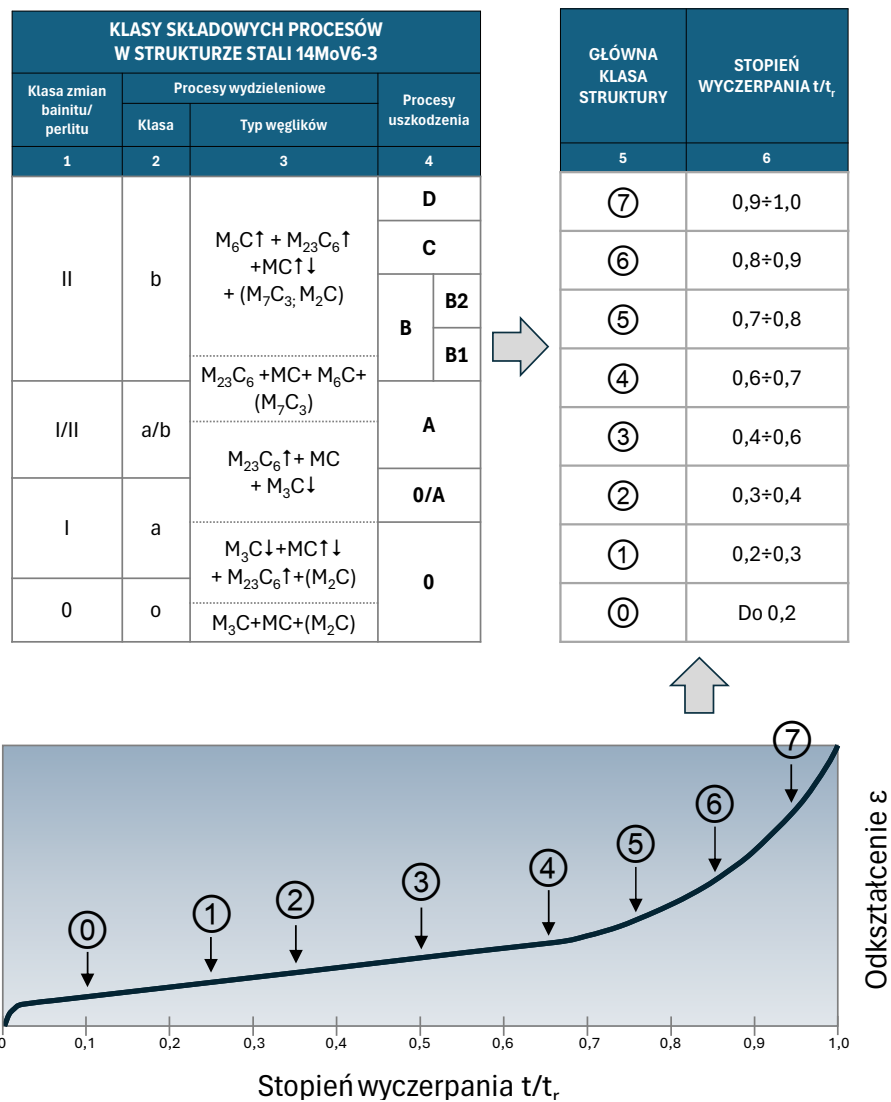 KLASY SKŁADOWYCH PROCESÓW
W STRUKTURZE STALI 14MoV6-3
Klasa zmian
bainitu/
perlitu
Procesy wydzieleniowe
Klasa
Typ węglików
Procesy
uszkodzenia
1
2
3
4
II
b
M₆C↑ + M₂₃C₆↑
+MC↑↓
+ (M₇C₃; M₂C)
D
C
B
B2
B1
M₂₃C₆ +MC+ M₆C+
(M₇C₃)
I/II
a/b
A
M₂₃C₆↑+ MC
+ M₃C↓
0/A
I
a
M₃C↓+MC↑↓
+ M₂₃C₆↑+(M₂C)
0
0
o
M₃C+MC+(M₂C)
GŁÓWNA
KLASA
STRUKTURY
STOPIEŃ
WYCZERPANIA t/tᵣ
5
6
⑦ 0,9÷1,0
⑥ 0,8÷0,9
⑤ 0,7÷0,8
④ 0,6÷0,7
③ 0,4÷0,6
② 0,3÷0,4
① 0,2÷0,3
⓪ Do 0,2
⓪ ① ② ③ ④ ⑤ ⑥ ⑦
Odkształcenie ε
0 0,1 0,2 0,3 0,4 0,5 0,6 0,7 0,8 0,9 1,0
Stopień wyczerpania t/tᵣ